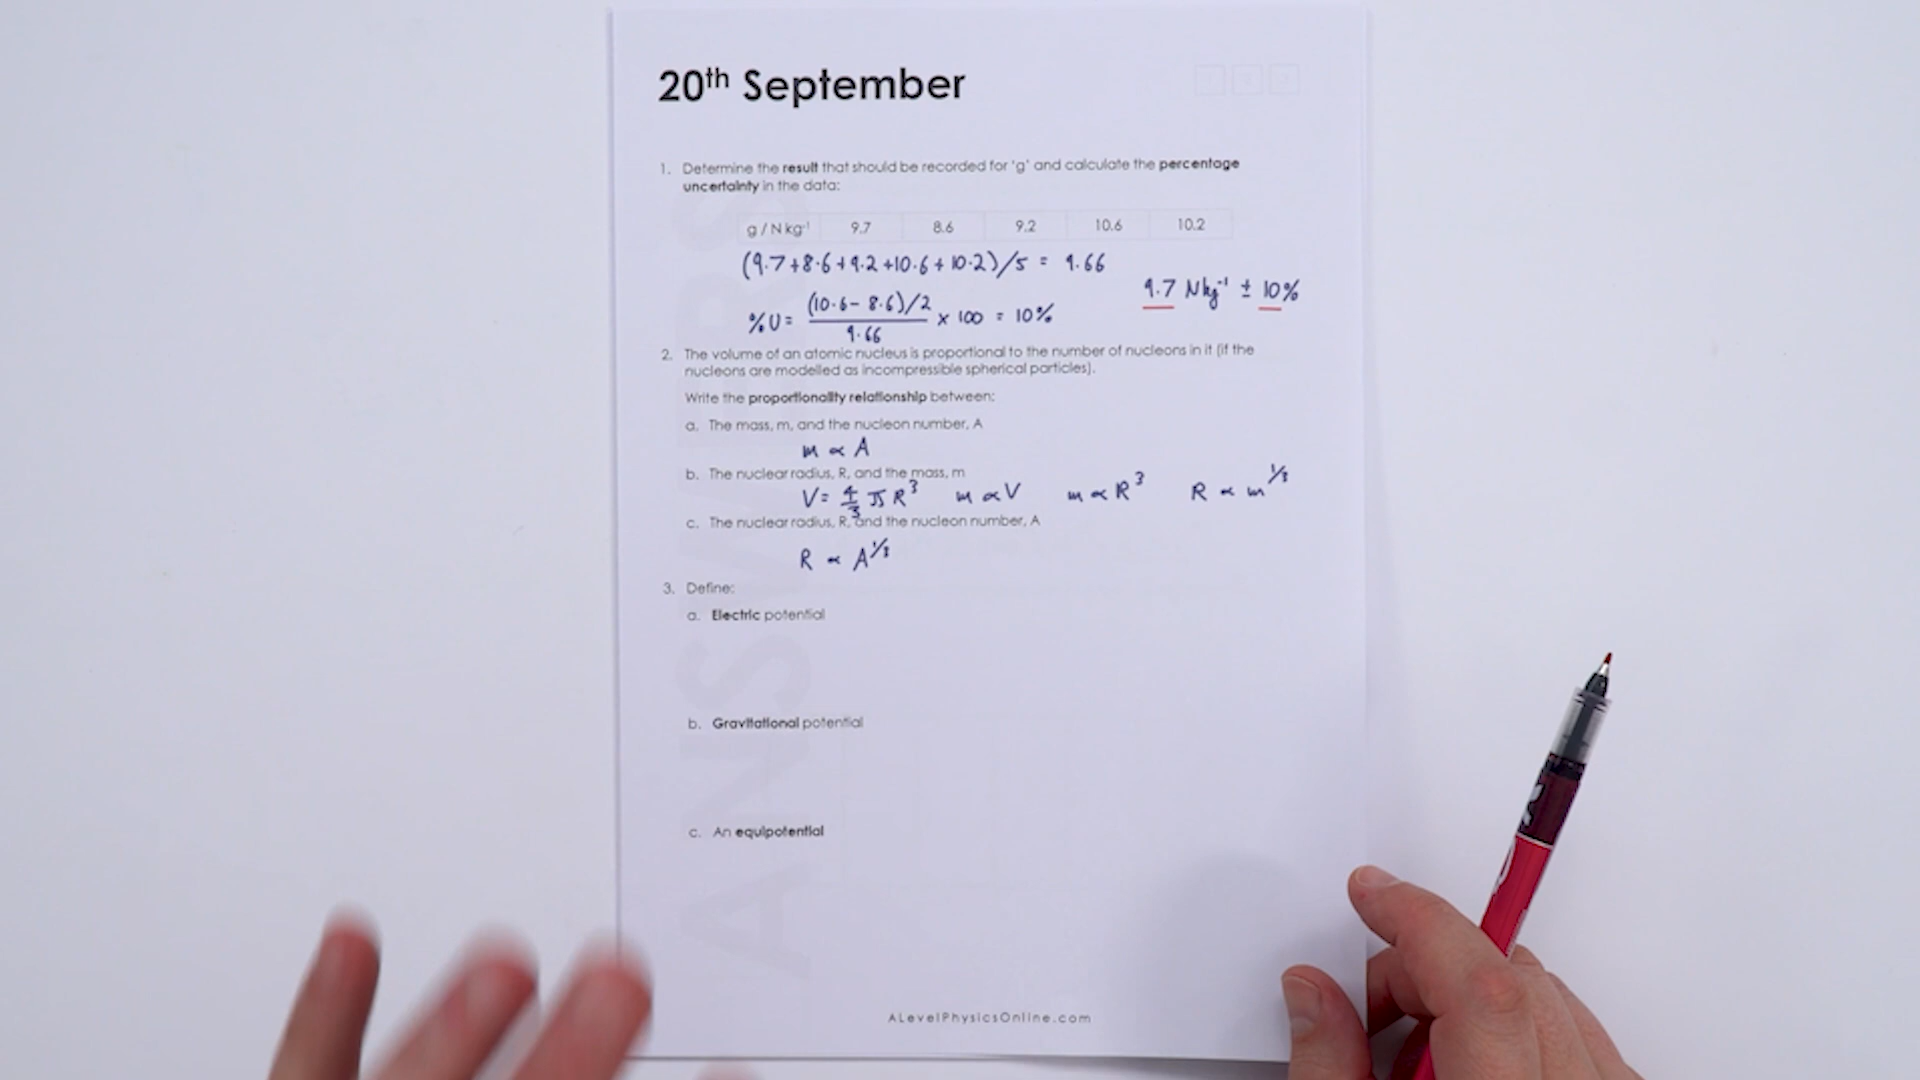 20th September
1. Determine the result that should be recorded for 'g' and calculate the percentage
uncertainty in the data:
g / N kg⁻¹ 9.7 8.6 9.2 10.6 10.2
(9.7+8.6+9.2+10.6+10.2)/5 = 9.66
9.7 Nkg⁻¹ ± 10%
%U = (10.6-8.6)/2 / 9.66 x 100 = 10%
2. The volume of an atomic nucleus is proportional to the number of nucleons in it (if the
nucleons are modelled as incompressible spherical particles).
Write the proportionality relationship between:
a. The mass, m, and the nucleon number, A
m ∝ A
b. The nuclear radius, R, and the mass, m
V = 4/3 π R³ m ∝ V m ∝ R³ R ∝ m^1/3
c. The nuclear radius, R, and the nucleon number, A
R ∝ A^1/3
3. Define:
a. Electric potential
b. Gravitational potential
c. An equipotential
ALevelPhysicsOnline.com
ANSWERS